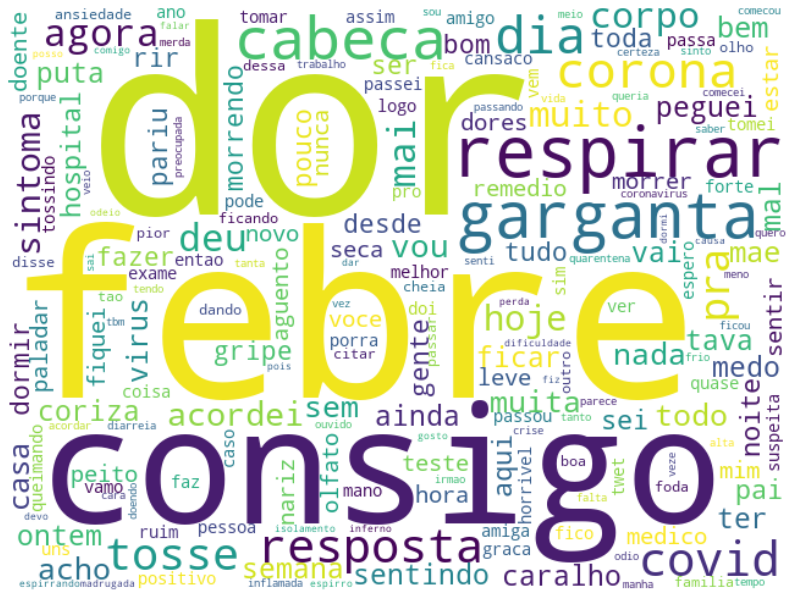 ansiedade ano tomar assim amigo sou meio corpo comecou
doente agora rir falar comigo merda cabeca bom dia toda passa bem olho
porque posso puta dessa trabalho ser fica cansaco certeza sinto
dor passei vem corona estar
sintoma hospital tossindo pariu preocupada morrendo pouco nunca mai logo passando vida queria comecei
dores muito peguei saber tomei
veio pode pro respirar
odeio ficando remedio morrer forte mal
disse pior deu novo desde garganta coronavirus
sai fazer entao seca vou tudo dormi quero
exame tanta dar melhor senti quarentena vai causa mae meno
febre tao tendo aguento cheia sim espero pra sentir
dormir paladar fiquei virus tbm dando vez voce doi passar hoje ver perda ficou
gripe pois porra citar gente dificuldade ficar outro nada tava frio
coisa leve fiz quase medo
acordei sem muita parece
coriza acordar diarreia ouvido ainda passou tanto sei todo noite suspeita
queimando consigo gosto crise alta
casa peito caso olfato teste aqui boa twet mim
vamo faz nariz mano irmao horrivel foda veze pai
cara doendo hora falta
devo ruim pessoa isolamento inferno amiga fico medico ter
ontem tosse resposta graca odio covid
uns acho semana sentindo caralho manha
positivo familia tempo
espirrando madrugada inflamada espirro